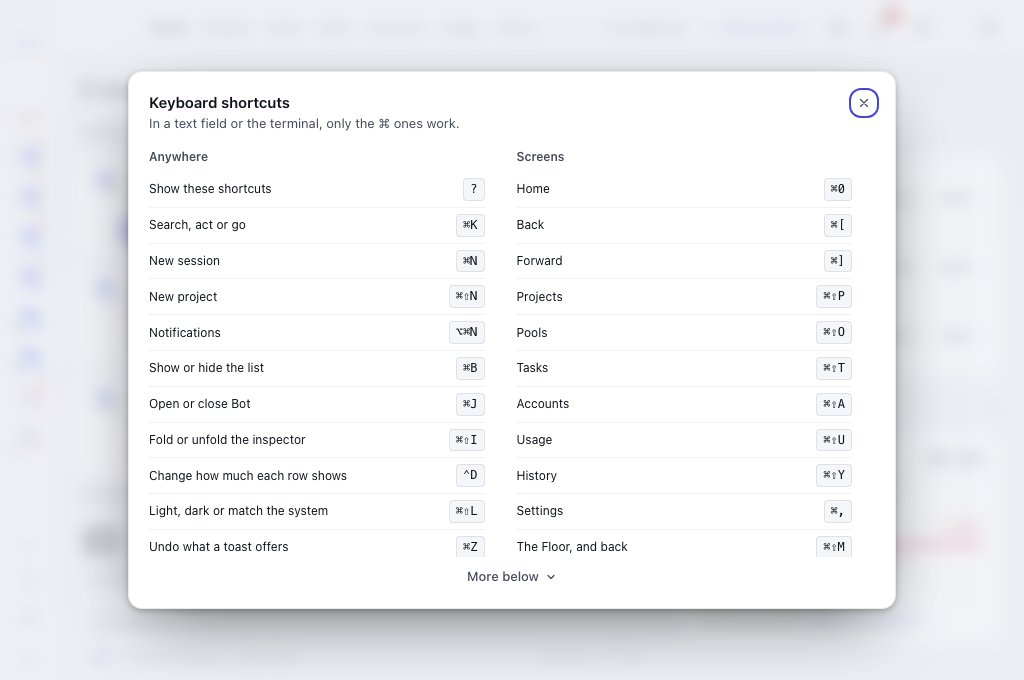 Keyboard shortcuts
In a text field or the terminal, only the ⌘ ones work.
Anywhere
Show these shortcuts ?
Search, act or go ⌘K
New session ⌘N
New project ⌘⇧N
Notifications ⌥⌘N
Show or hide the list ⌘B
Open or close Bot ⌘J
Fold or unfold the inspector ⌘⇧I
Change how much each row shows ^D
Light, dark or match the system ⌘⇧L
Undo what a toast offers ⌘Z
Screens
Home ⌘0
Back ⌘[
Forward ⌘]
Projects ⌘⇧P
Pools ⌘⇧O
Tasks ⌘⇧T
Accounts ⌘⇧A
Usage ⌘⇧U
History ⌘⇧Y
Settings ⌘,
The Floor, and back ⌘⇧M
More below